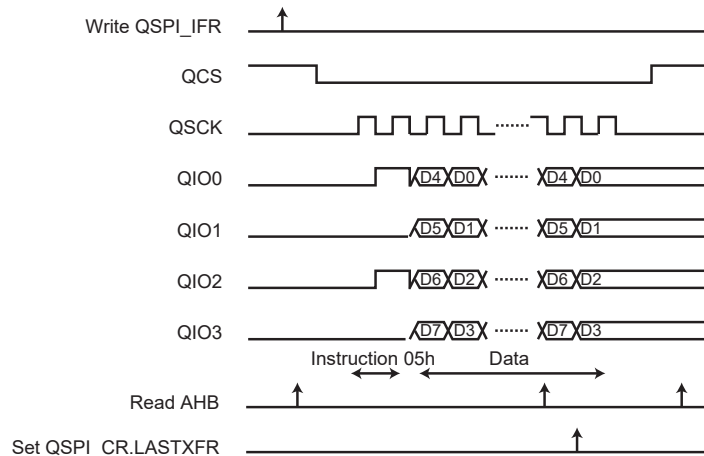 Write QSPI_IFR
QCS
QSCK
QIO0 D4 D0 D4 D0
QIO1 D5 D1 D5 D1
QIO2 D6 D2 D6 D2
QIO3 D7 D3 D7 D3
Instruction 05h Data
Read AHB
Set QSPI_CR.LASTXFR